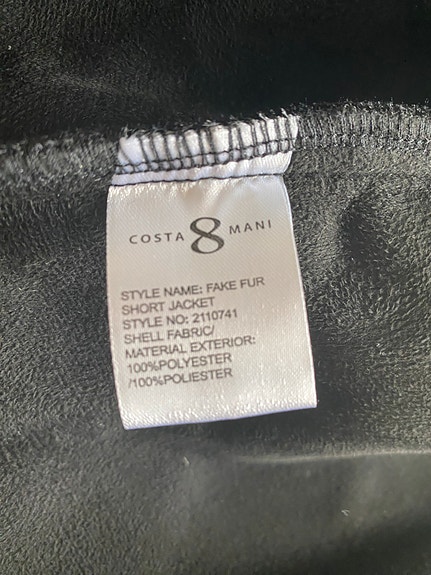 COSTA 8 MANI
STYLE NAME: FAKE FUR
SHORT JACKET
STYLE NO: 2110741
SHELL FABRIC/
MATERIAL EXTERIOR:
100%POLYESTER
/100%POLIESTER